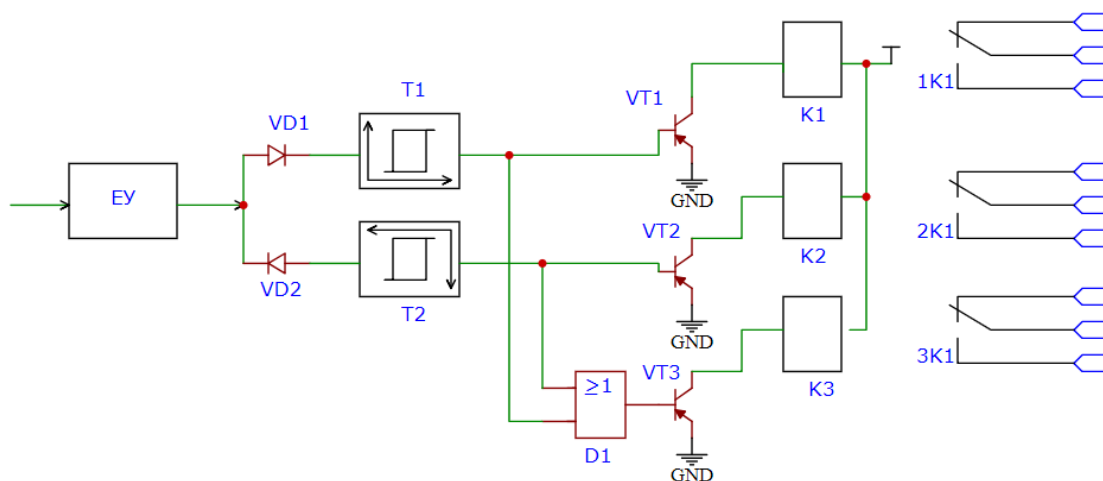 T1
VT1
K1
1K1
VD1
ЕУ
GND
VT2
K2
2K1
VD2
T2
GND
VT3
K3
3K1
≥1
D1
GND